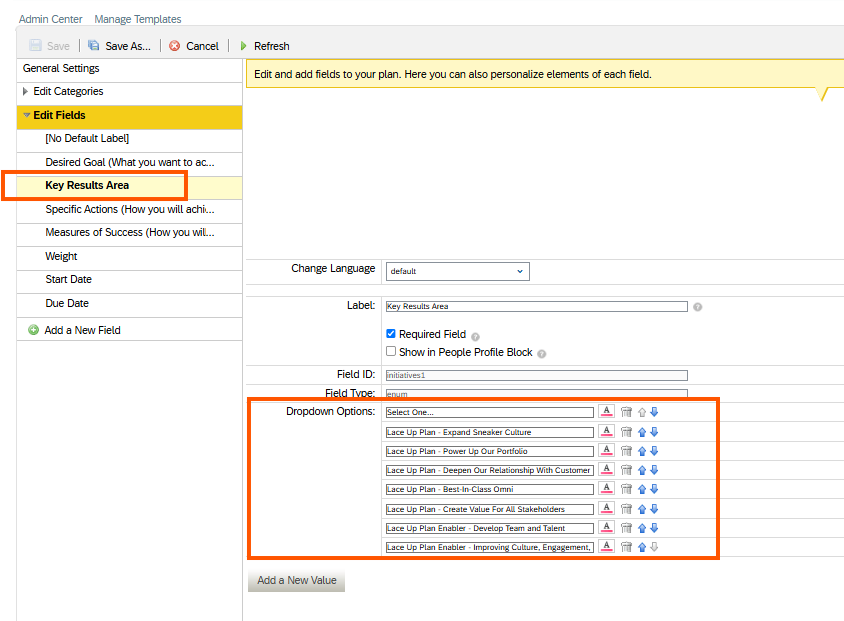 Admin Center Manage Templates
Save Save As... Cancel Refresh
General Settings
Edit Categories
Edit Fields
[No Default Label]
Desired Goal (What you want to ac...
Key Results Area
Specific Actions (How you will achi...
Measures of Success (How you wil...
Weight
Start Date
Due Date
Add a New Field
Edit and add fields to your plan. Here you can also personalize elements of each field.
Change Language default
Label: Key Results Area
Required Field
Show in People Profile Block
Field ID: initiatives1
Field Type: enum
Dropdown Options: Select One...
Lace Up Plan - Expand Sneaker Culture
Lace Up Plan - Power Up Our Portfolio
Lace Up Plan - Deepen Our Relationship With Customer
Lace Up Plan - Best-In-Class Omni
Lace Up Plan - Create Value For All Stakeholders
Lace Up Plan Enabler - Develop Team and Talent
Lace Up Plan Enabler - Improving Culture, Engagement,
Add a New Value